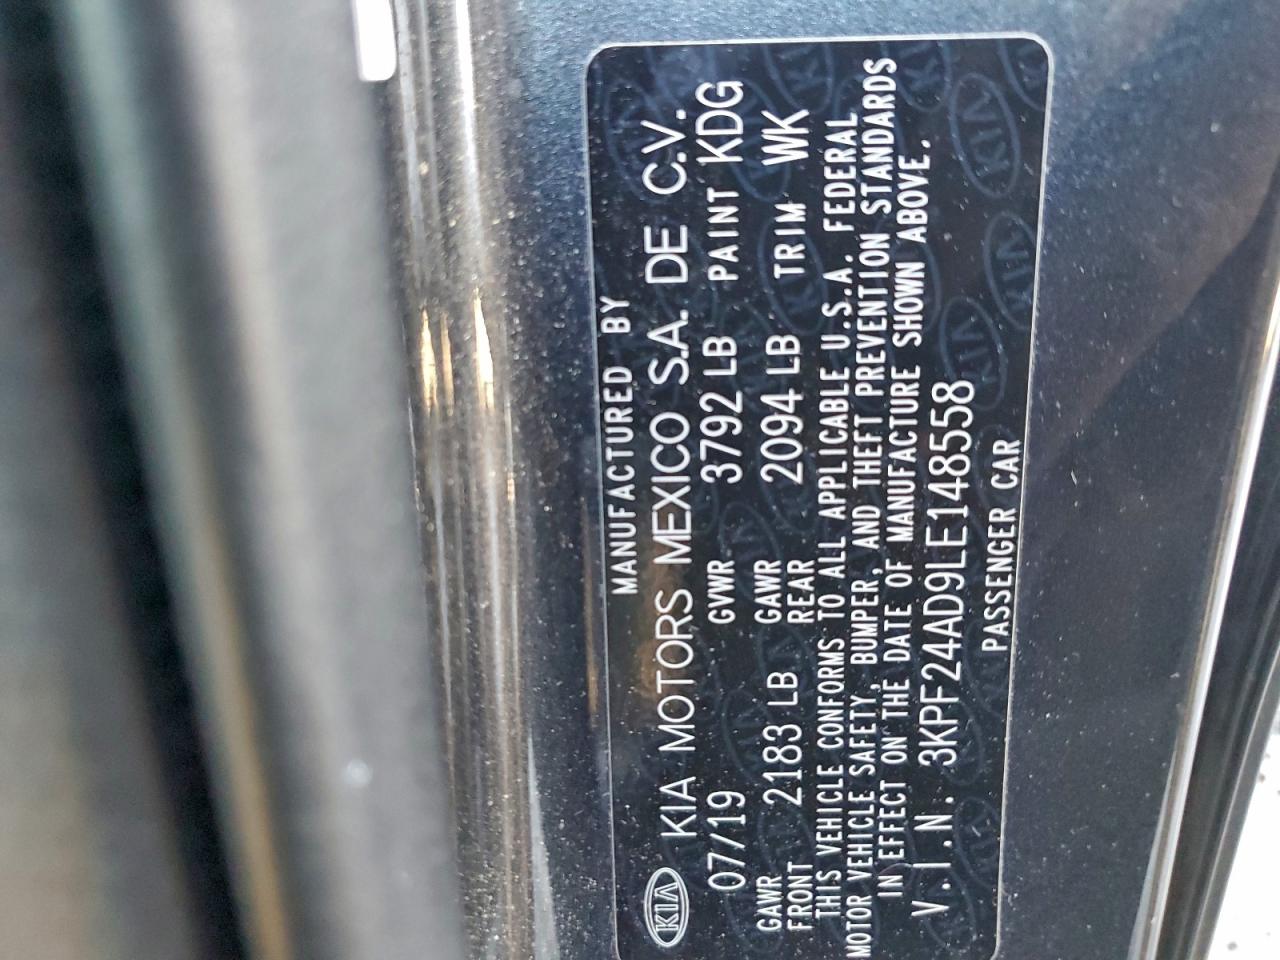 MANUFACTURED BY
KIA KIA MOTORS MEXICO S.A. DE C.V.
07/19 GVWR 3792 LB PAINT KDG
GAWR FRONT 2183 LB GAWR REAR 2094 LB TRIM WK
THIS VEHICLE CONFORMS TO ALL APPLICABLE U.S.A. FEDERAL
MOTOR VEHICLE SAFETY, BUMPER, AND THEFT PREVENTION STANDARDS
IN EFFECT ON THE DATE OF MANUFACTURE SHOWN ABOVE.
V.I.N. 3KPF24AD9LE148558
PASSENGER CAR